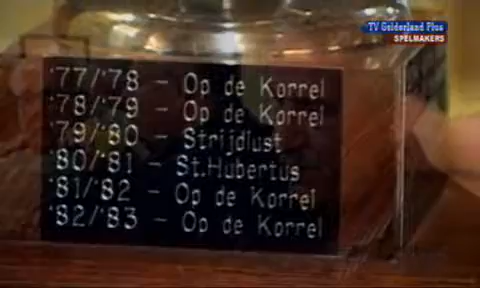 TV Gelderland Plus
SPELMAKERS
'77/'78 - Op de Korrel
'78/'79 - Op de Korrel
'79/'80 - Strijdlust
'80/'81 - St.Hubertus
'81/'82 - Op de Korrel
'82/'83 - Op de Korrel